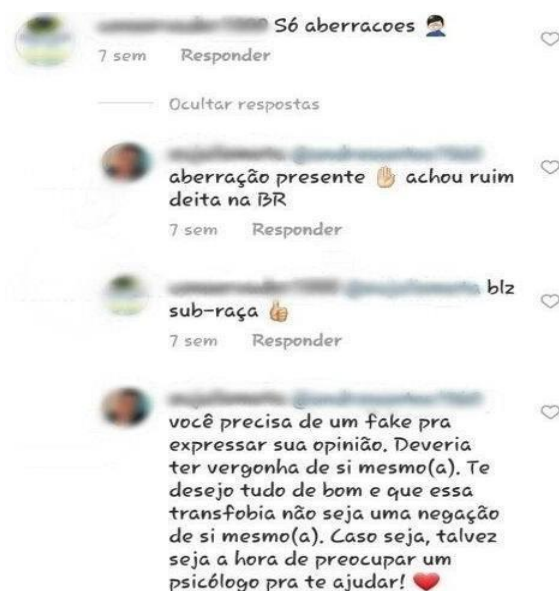 Só aberracoes 🤦🏻‍♂️
7 sem Responder
Ocultar respostas
aberração presente ✋🏻 achou ruim
deita na BR
7 sem Responder
blz
sub-raça 👍🏻
7 sem Responder
você precisa de um fake pra
expressar sua opinião. Deveria
ter vergonha de si mesmo(a). Te
desejo tudo de bom e que essa
transfobia não seja uma negação
de si mesmo(a). Caso seja, talvez
seja a hora de preocupar um
psicólogo pra te ajudar! ❤️